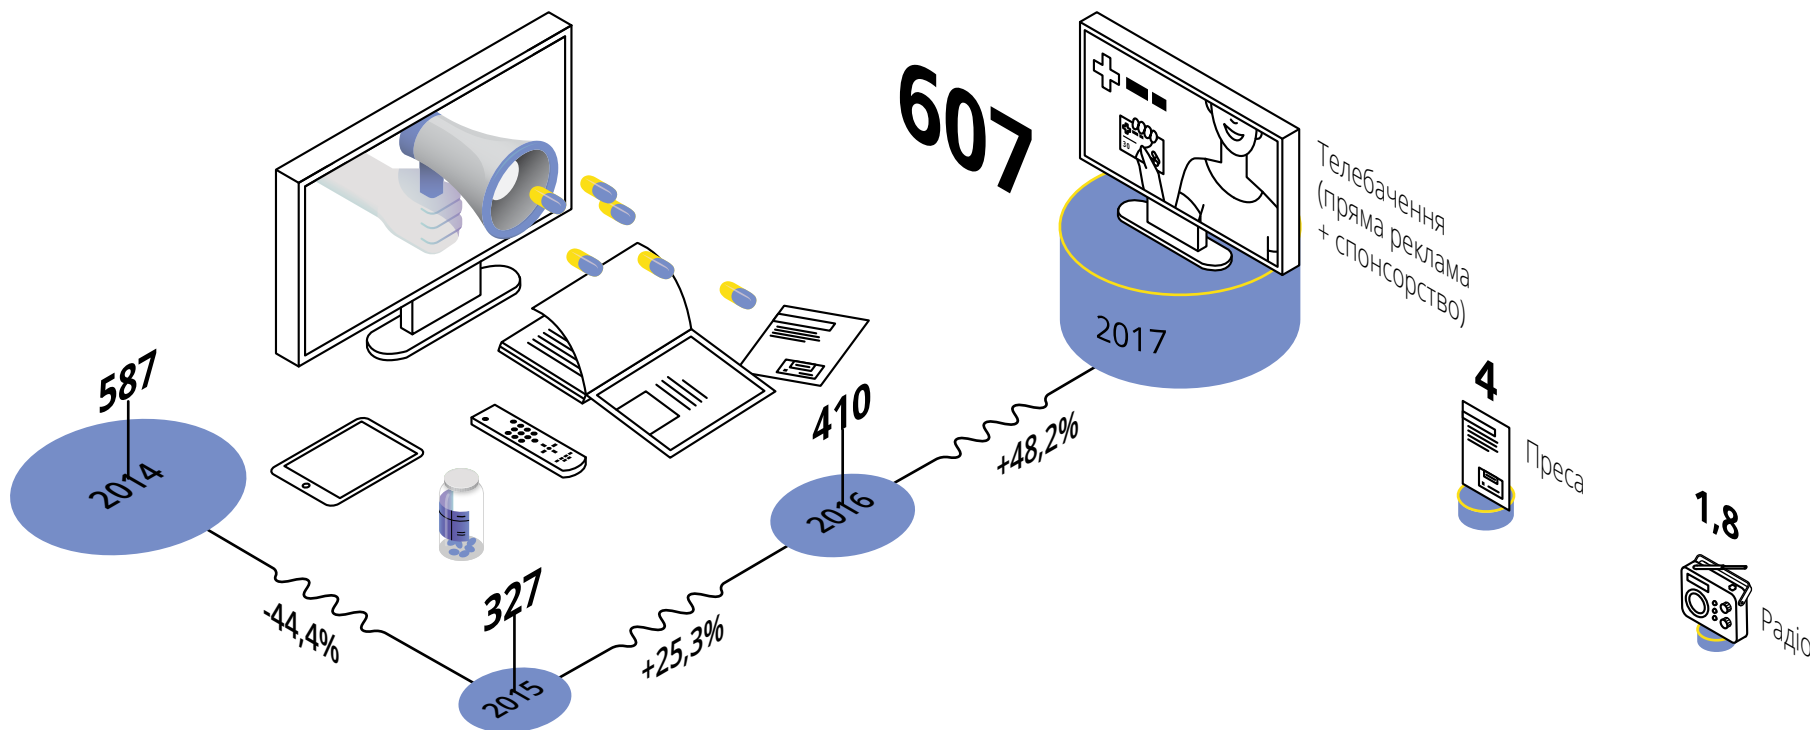 587
2014
-44,4%
327
2015
+25,3%
410
2016
+48,2%
607
2017
30
Телебачення
(пряма реклама
+ спонсорство)
4
Преса
1,8
Радіо